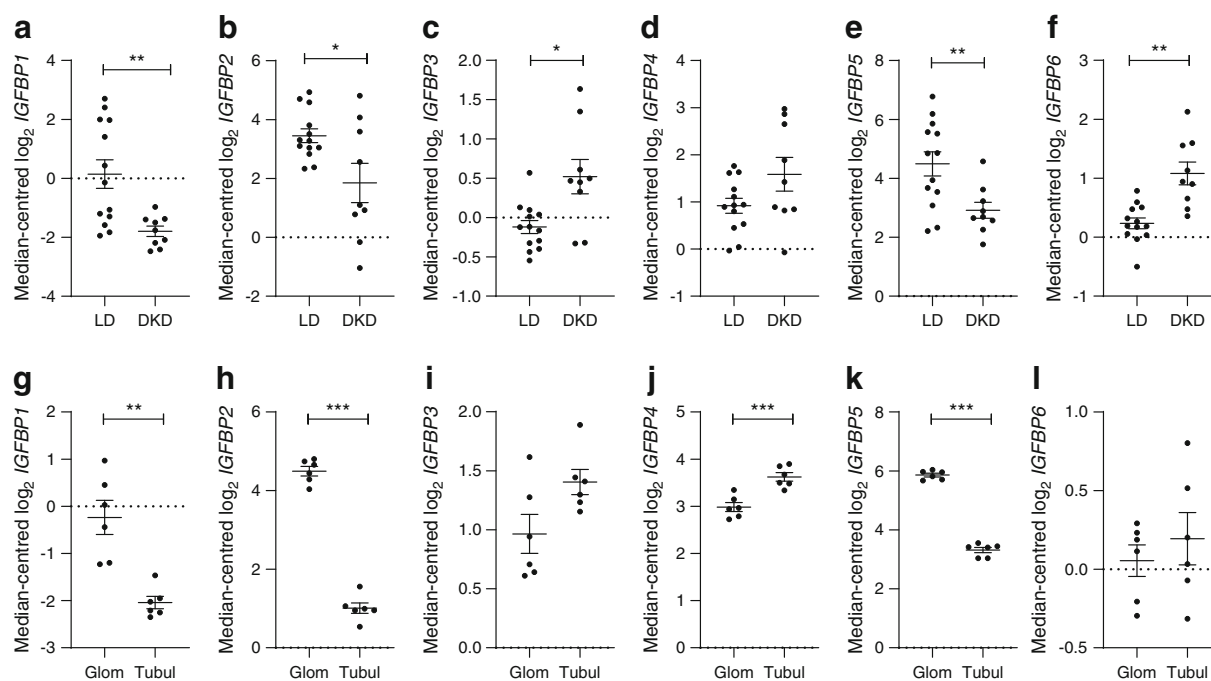 a
Median-centred log2 IGFBP1
4
2
0
-2
-4
**
LD DKD
b
Median-centred log2 IGFBP2
6
4
2
0
-2
*
LD DKD
c
Median-centred log2 IGFBP3
2.0
1.5
1.0
0.5
0.0
-0.5
-1.0
*
LD DKD
d
Median-centred log2 IGFBP4
4
3
2
1
0
-1
LD DKD
e
Median-centred log2 IGFBP5
8
6
4
2
0
**
LD DKD
f
Median-centred log2 IGFBP6
3
2
1
0
-1
**
LD DKD
g
Median-centred log2 IGFBP1
2
1
0
-1
-2
-3
**
Glom Tubul
h
Median-centred log2 IGFBP2
6
4
2
0
***
Glom Tubul
i
Median-centred log2 IGFBP3
2.0
1.5
1.0
0.5
0.0
Glom Tubul
j
Median-centred log2 IGFBP4
5
4
3
2
1
0
***
Glom Tubul
k
Median-centred log2 IGFBP5
8
6
4
2
0
***
Glom Tubul
l
Median-centred log2 IGFBP6
1.0
0.5
0.0
-0.5
Glom Tubul